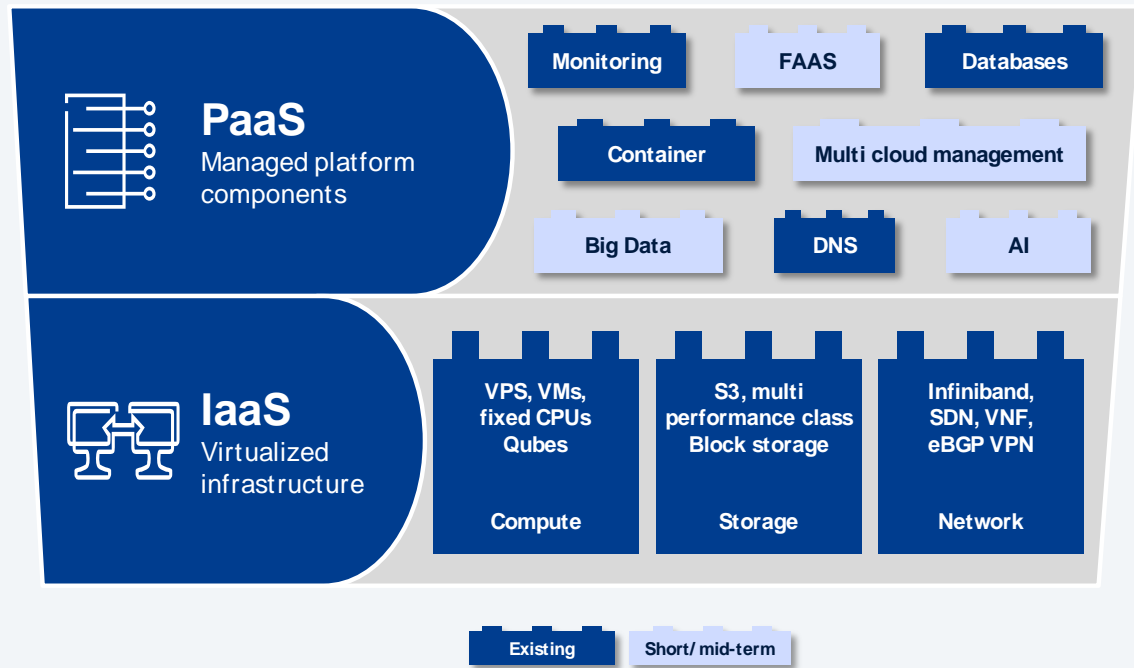 PaaS
Managed platform
components
Monitoring
FAAS
Databases
Container
Multi cloud management
Big Data
DNS
AI
IaaS
Virtualized
infrastructure
VPS, VMs,
fixed CPUs
Qubes
Compute
S3, multi
performance class
Block storage
Storage
Infiniband,
SDN, VNF,
eBGP VPN
Network
Existing
Short/ mid-term